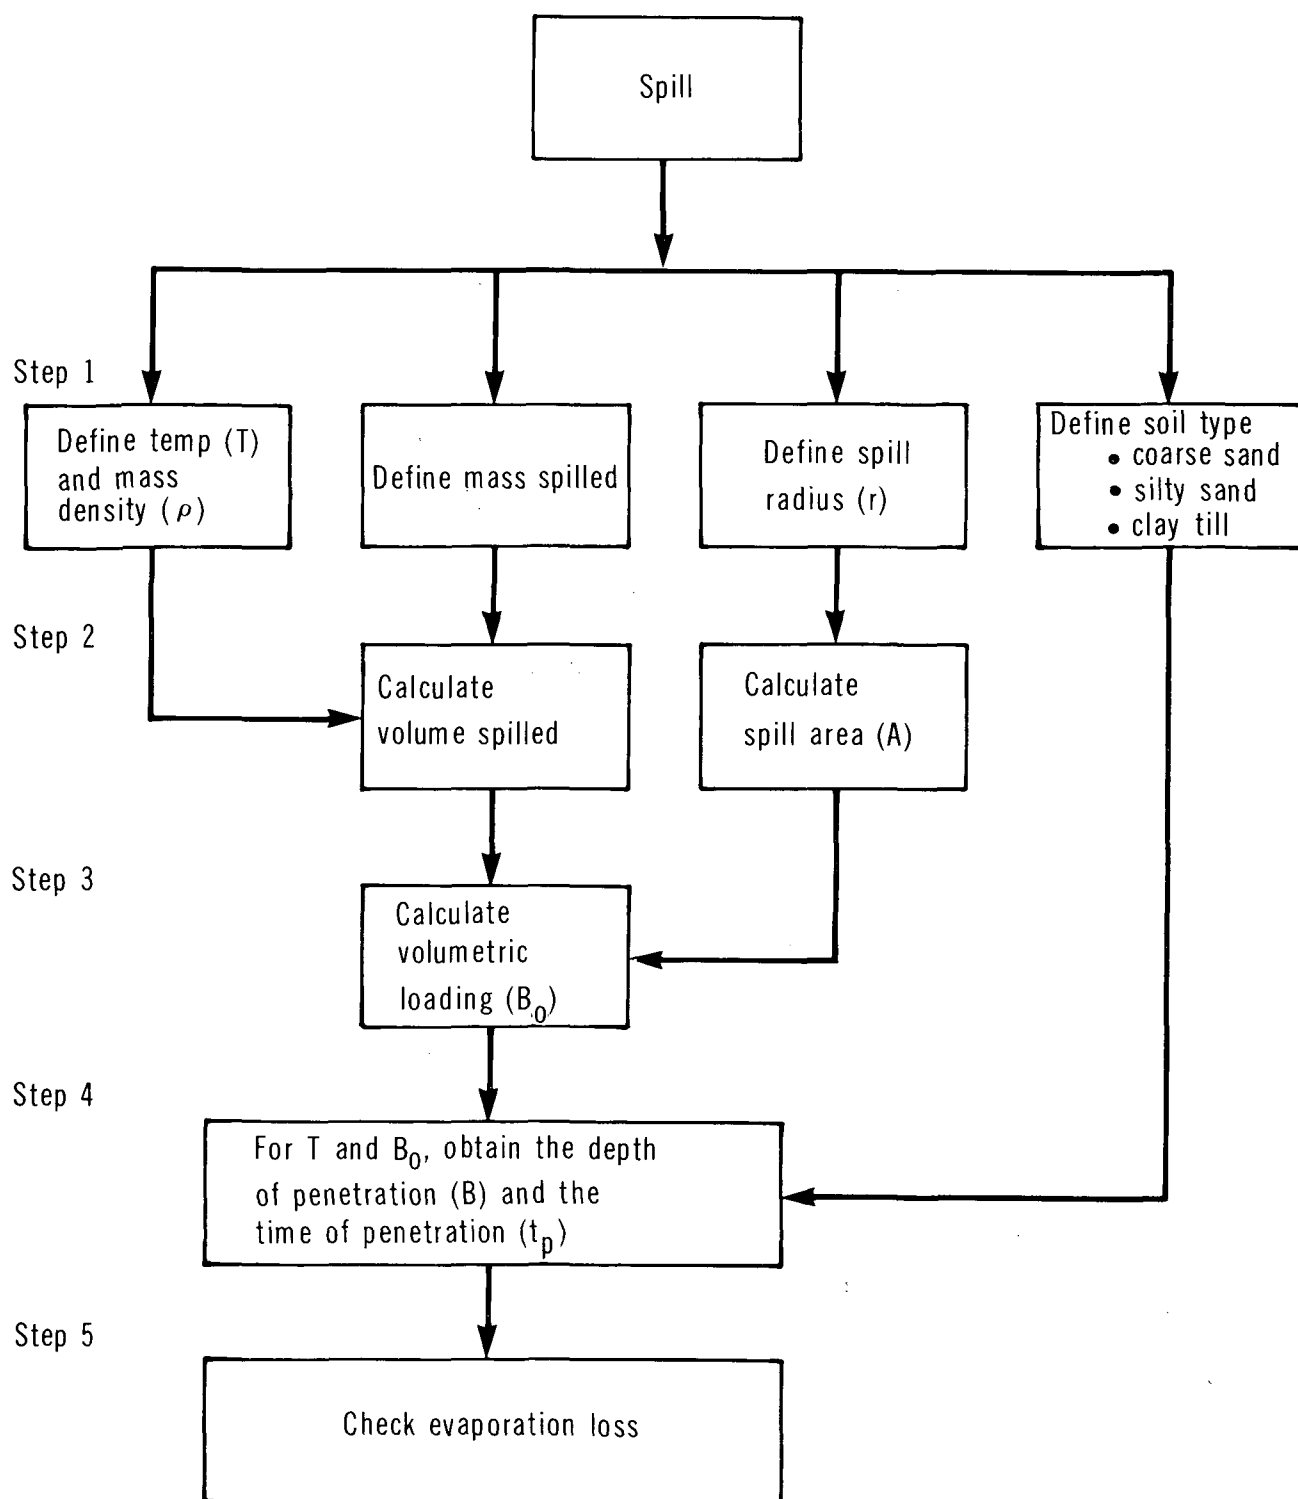 Spill
Step 1
Define temp (T)
and mass
density (ρ)
Define mass spilled
Define spill
radius (r)
Define soil type
• coarse sand
• silty sand
• clay till
Step 2
Calculate
volume spilled
Calculate
spill area (A)
Step 3
Calculate
volumetric
loading (B₀)
Step 4
For T and B₀, obtain the depth
of penetration (B) and the
time of penetration (tₚ)
Step 5
Check evaporation loss